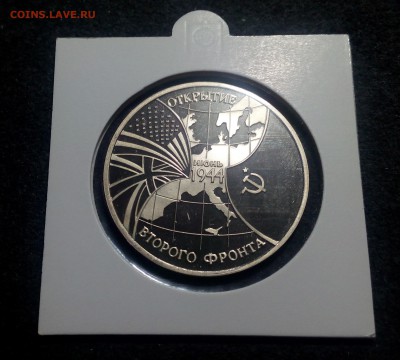 COINS.LAVE.RU
ОТКРЫТИЕ
ИЮНЬ
1944
ВТОРОГО ФРОНТА